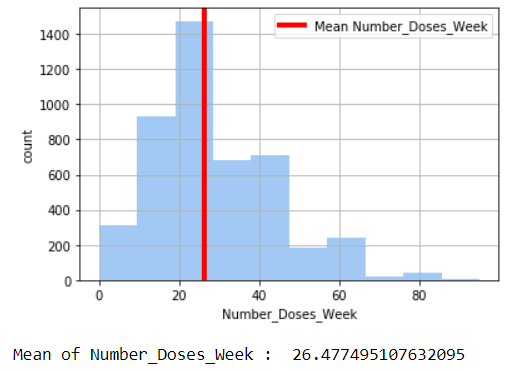 Mean Number_Doses_Week
1400
1200
1000
800
600
400
200
0
count
0 20 40 60 80
Number_Doses_Week
Mean of Number_Doses_Week :  26.477495107632095